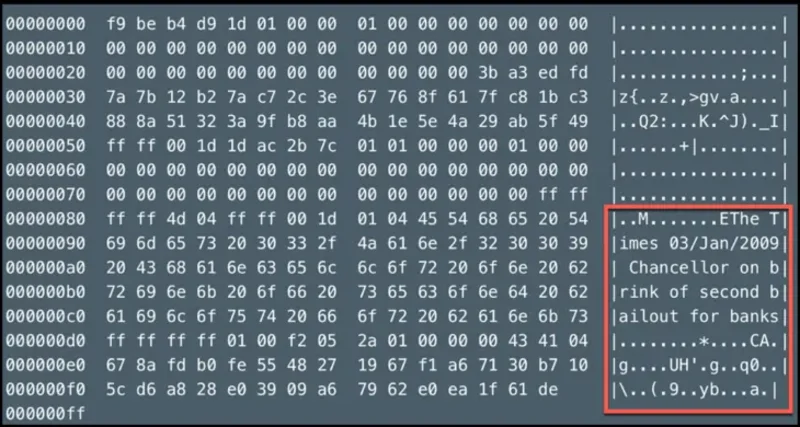 00000000  f9 be b4 d9 1d 01 00 00  01 00 00 00 00 00 00 00  |................|
00000010  00 00 00 00 00 00 00 00  00 00 00 00 00 00 00 00  |................|
00000020  00 00 00 00 00 00 00 00  00 00 00 00 3b a3 ed fd  |............;...|
00000030  7a 7b 12 b2 7a c7 2c 3e  67 76 8f 61 7f c8 1b c3  |z{..z.,>gv.a....|
00000040  88 8a 51 32 3a 9f b8 aa  4b 1e 5e 4a 29 ab 5f 49  |..Q2:...K.^J)._I|
00000050  ff ff 00 1d 1d ac 2b 7c  01 01 00 00 00 01 00 00  |......+|........|
00000060  00 00 00 00 00 00 00 00  00 00 00 00 00 00 00 00  |................|
00000070  00 00 00 00 00 00 00 00  00 00 00 00 00 00 ff ff  |................|
00000080  ff ff 4d 04 ff ff 00 1d  01 04 45 54 68 65 20 54  |..M.......EThe T|
00000090  69 6d 65 73 20 30 33 2f  4a 61 6e 2f 32 30 30 39  |imes 03/Jan/2009|
000000a0  20 43 68 61 6e 63 65 6c  6c 6f 72 20 6f 6e 20 62  | Chancellor on b|
000000b0  72 69 6e 6b 20 6f 66 20  73 65 63 6f 6e 64 20 62  |rink of second b|
000000c0  61 69 6c 6f 75 74 20 66  6f 72 20 62 61 6e 6b 73  |ailout for banks|
000000d0  ff ff ff ff 01 00 f2 05  2a 01 00 00 00 43 41 04  |........*....CA.|
000000e0  67 8a fd b0 fe 55 48 27  19 67 f1 a6 71 30 b7 10  |g....UH'.g..q0..|
000000f0  5c d6 a8 28 e0 39 09 a6  79 62 e0 ea 1f 61 de     |\..(.9..yb...a.|
000000ff